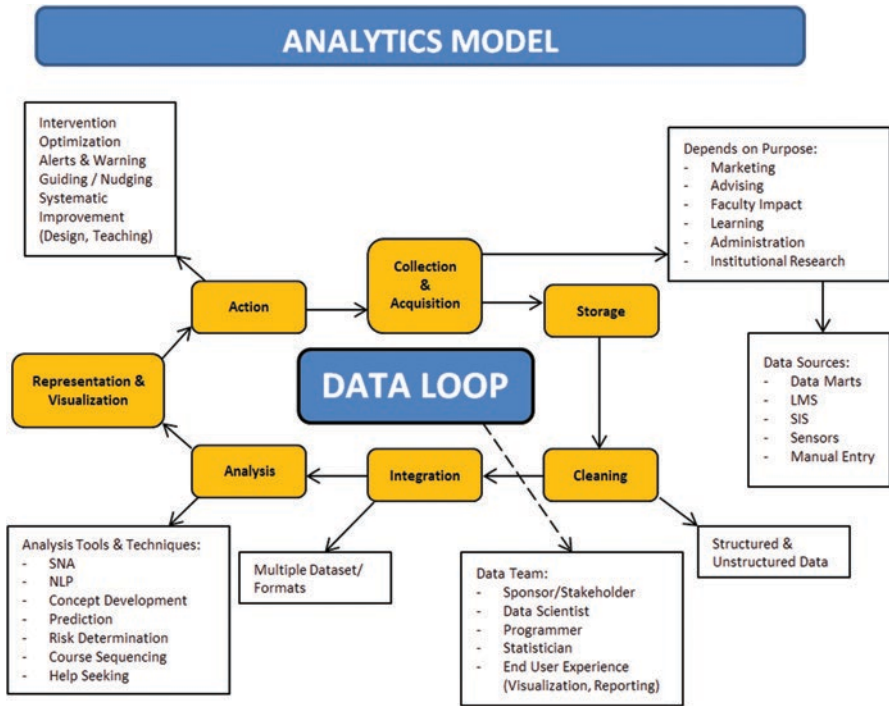 ANALYTICS MODEL
Intervention
Optimization
Alerts & Warning
Guiding / Nudging
Systematic
Improvement
(Design, Teaching)
Depends on Purpose:
- Marketing
- Advising
- Faculty Impact
- Learning
- Administration
- Institutional Research
Collection
&
Acquisition
Action
Storage
Representation &
Visualization
DATA LOOP
Data Sources:
- Data Marts
- LMS
- SIS
- Sensors
- Manual Entry
Analysis
Integration
Cleaning
Analysis Tools & Techniques:
- SNA
- NLP
- Concept Development
- Prediction
- Risk Determination
- Course Sequencing
- Help Seeking
Multiple Dataset/
Formats
Data Team:
- Sponsor/Stakeholder
- Data Scientist
- Programmer
- Statistician
- End User Experience
(Visualization, Reporting)
Structured &
Unstructured Data